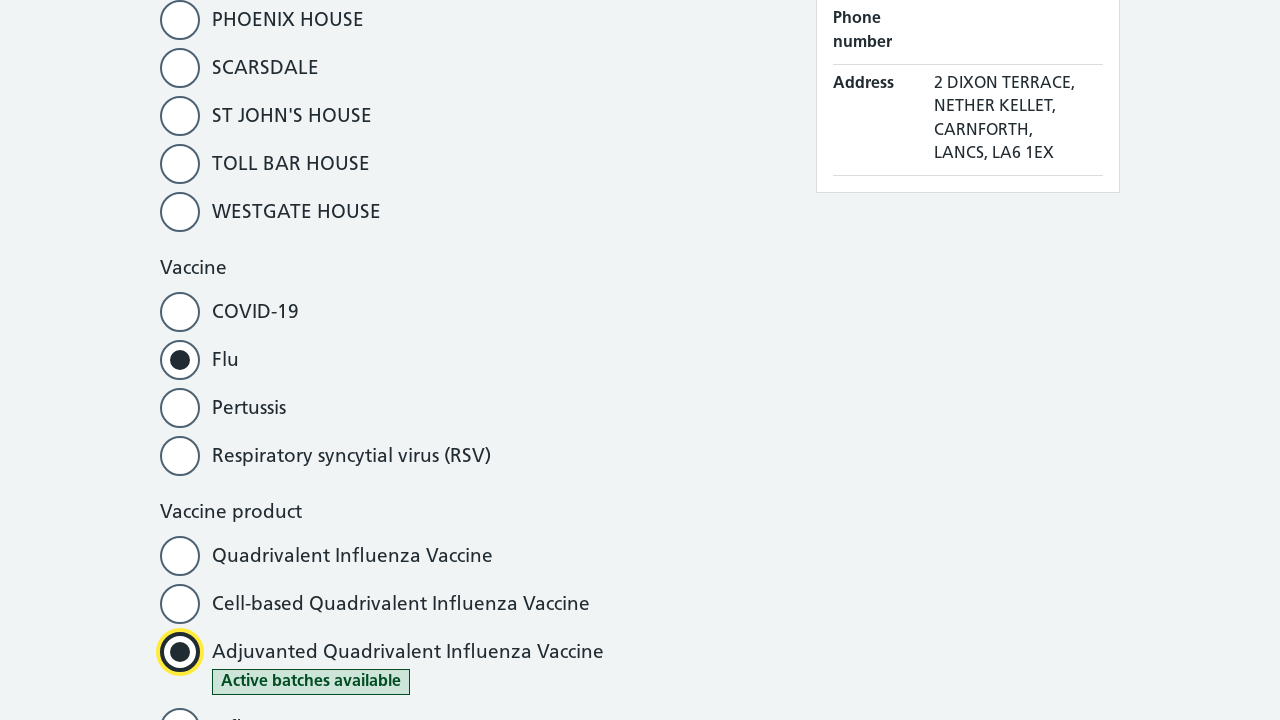 PHOENIX HOUSE
SCARSDALE
ST JOHN'S HOUSE
TOLL BAR HOUSE
WESTGATE HOUSE
Vaccine
COVID-19
Flu
Pertussis
Respiratory syncytial virus (RSV)
Vaccine product
Quadrivalent Influenza Vaccine
Cell-based Quadrivalent Influenza Vaccine
Adjuvanted Quadrivalent Influenza Vaccine
Active batches available
Phone
number
Address
2 DIXON TERRACE,
NETHER KELLET,
CARNFORTH,
LANCS, LA6 1EX